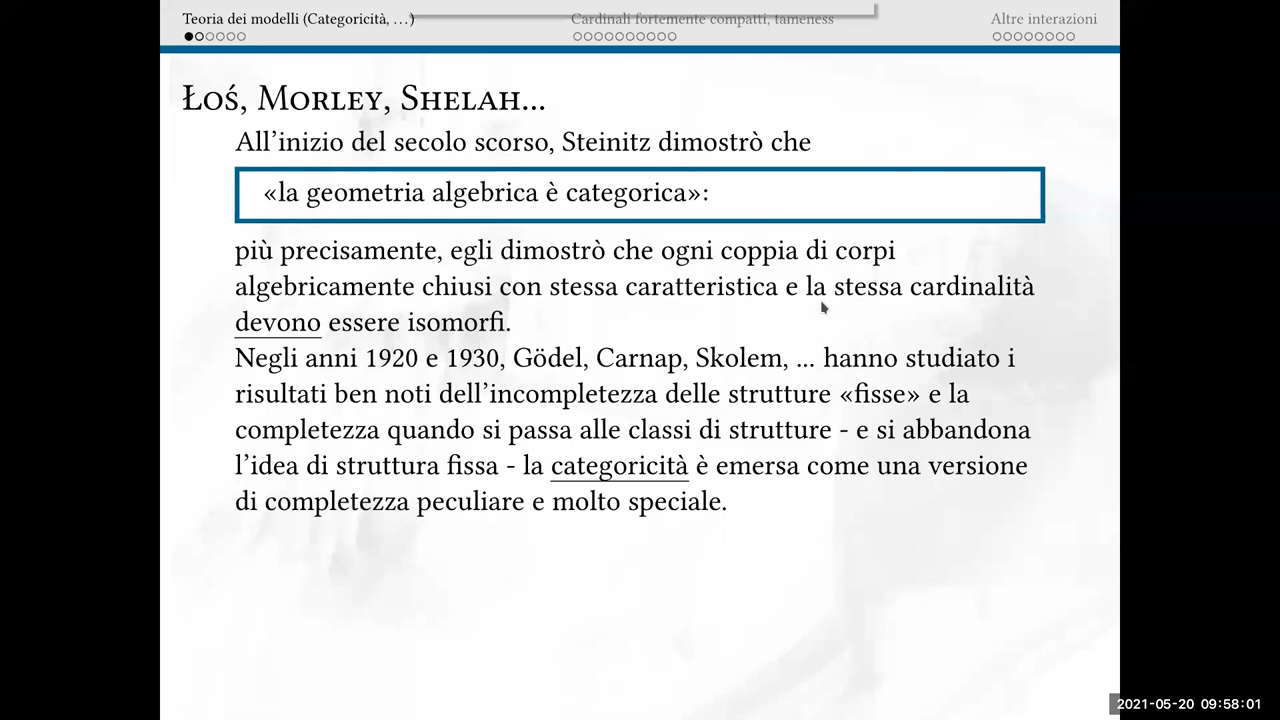 Teoria dei modelli (Categoricità, …) Cardinali fortemente compatti, tameness Altre interazioni
Łoś, Morley, Shelah...
All’inizio del secolo scorso, Steinitz dimostrò che
«la geometria algebrica è categorica»:
più precisamente, egli dimostrò che ogni coppia di corpi
algebricamente chiusi con stessa caratteristica e la stessa cardinalità
devono essere isomorfi.
Negli anni 1920 e 1930, Gödel, Carnap, Skolem, ... hanno studiato i
risultati ben noti dell’incompletezza delle strutture «fisse» e la
completezza quando si passa alle classi di strutture - e si abbandona
l’idea di struttura fissa - la categoricità è emersa come una versione
di completezza peculiare e molto speciale.
2021-05-20 09:58:01